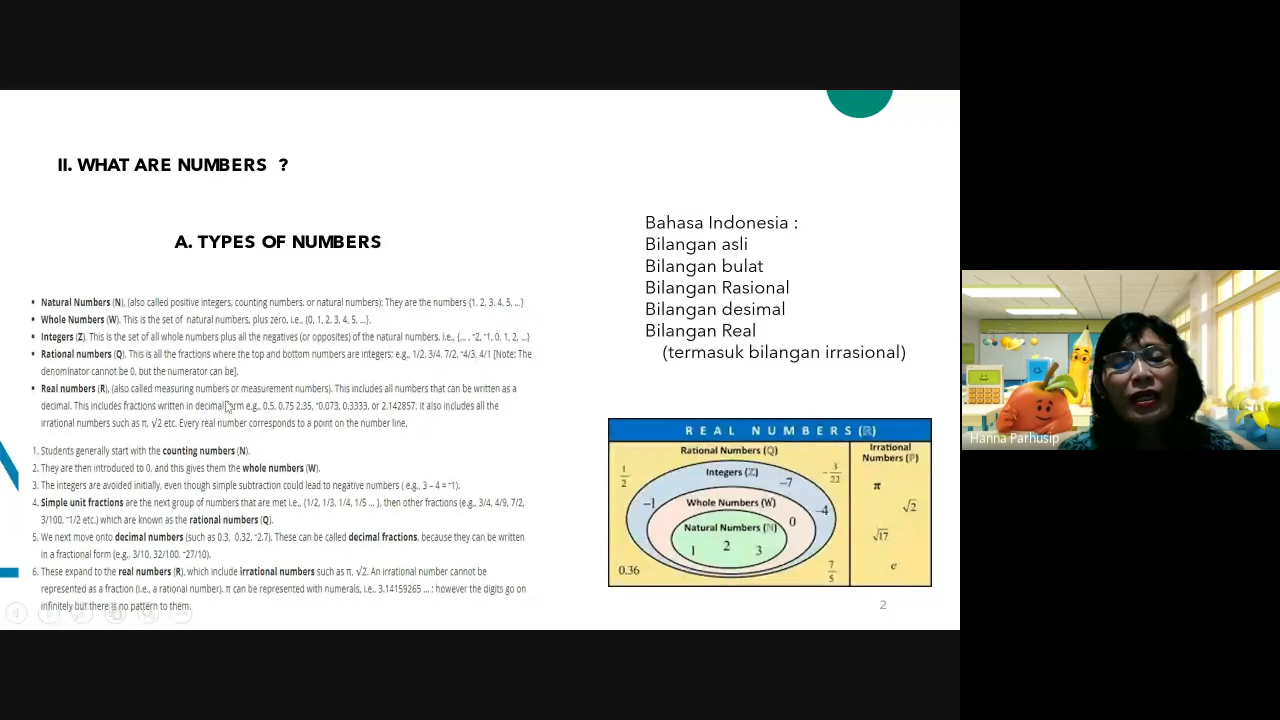 II. WHAT ARE NUMBERS ?
A. TYPES OF NUMBERS
Natural Numbers (N), (also called positive integers, counting numbers, or natural numbers); They are the numbers {1, 2, 3, 4, 5, …}
Whole Numbers (W). This is the set of natural numbers, plus zero, i.e., {0, 1, 2, 3, 4, 5, …}.
Integers (Z). This is the set of all whole numbers plus all the negatives (or opposites) of the natural numbers, i.e., {… , ⁻2, ⁻1, 0, 1, 2, …}
Rational numbers (Q). This is all the fractions where the top and bottom numbers are integers; e.g., 1/2, 3/4, 7/2, ⁻4/3, 4/1 [Note: The
denominator cannot be 0, but the numerator can be].
Real numbers (R), (also called measuring numbers or measurement numbers). This includes all numbers that can be written as a
decimal. This includes fractions written in decimal form e.g., 0.5, 0.75 2.35, ⁻0.073, 0.3333, or 2.142857. It also includes all the
irrational numbers such as π, √2 etc. Every real number corresponds to a point on the number line.
1. Students generally start with the counting numbers (N).
2. They are then introduced to 0, and this gives them the whole numbers (W).
3. The integers are avoided initially, even though simple subtraction could lead to negative numbers ( e.g., 3 – 4 = ⁻1).
4. Simple unit fractions are the next group of numbers that are met i.e., {1/2, 1/3, 1/4, 1/5 … }, then other fractions (e.g., 3/4, 4/9, 7/2,
3/100, ⁻1/2 etc.) which are known as the rational numbers (Q).
5. We next move onto decimal numbers (such as 0.3, 0.32, ⁻2.7). These can be called decimal fractions, because they can be written
in a fractional form (e.g., 3/10, 32/100, ⁻27/10).
6. These expand to the real numbers (R), which include irrational numbers such as π, √2. An irrational number cannot be
represented as a fraction (i.e., a rational number). π can be represented with numerals, i.e., 3.14159265 … ; however the digits go on
infinitely but there is no pattern to them.
Bahasa Indonesia :
Bilangan asli
Bilangan bulat
Bilangan Rasional
Bilangan desimal
Bilangan Real
(termasuk bilangan irrasional)
REAL NUMBERS (ℝ)
Rational Numbers (ℚ)
Irrational
Numbers (ℙ)
Integers (ℤ)
1/2
-3/22
-7
π
-1
Whole Numbers (W)
-4
√2
0
Natural Numbers (ℕ)
√17
1 2 3
0.36
7/5
e
2
Hanna Parhusip